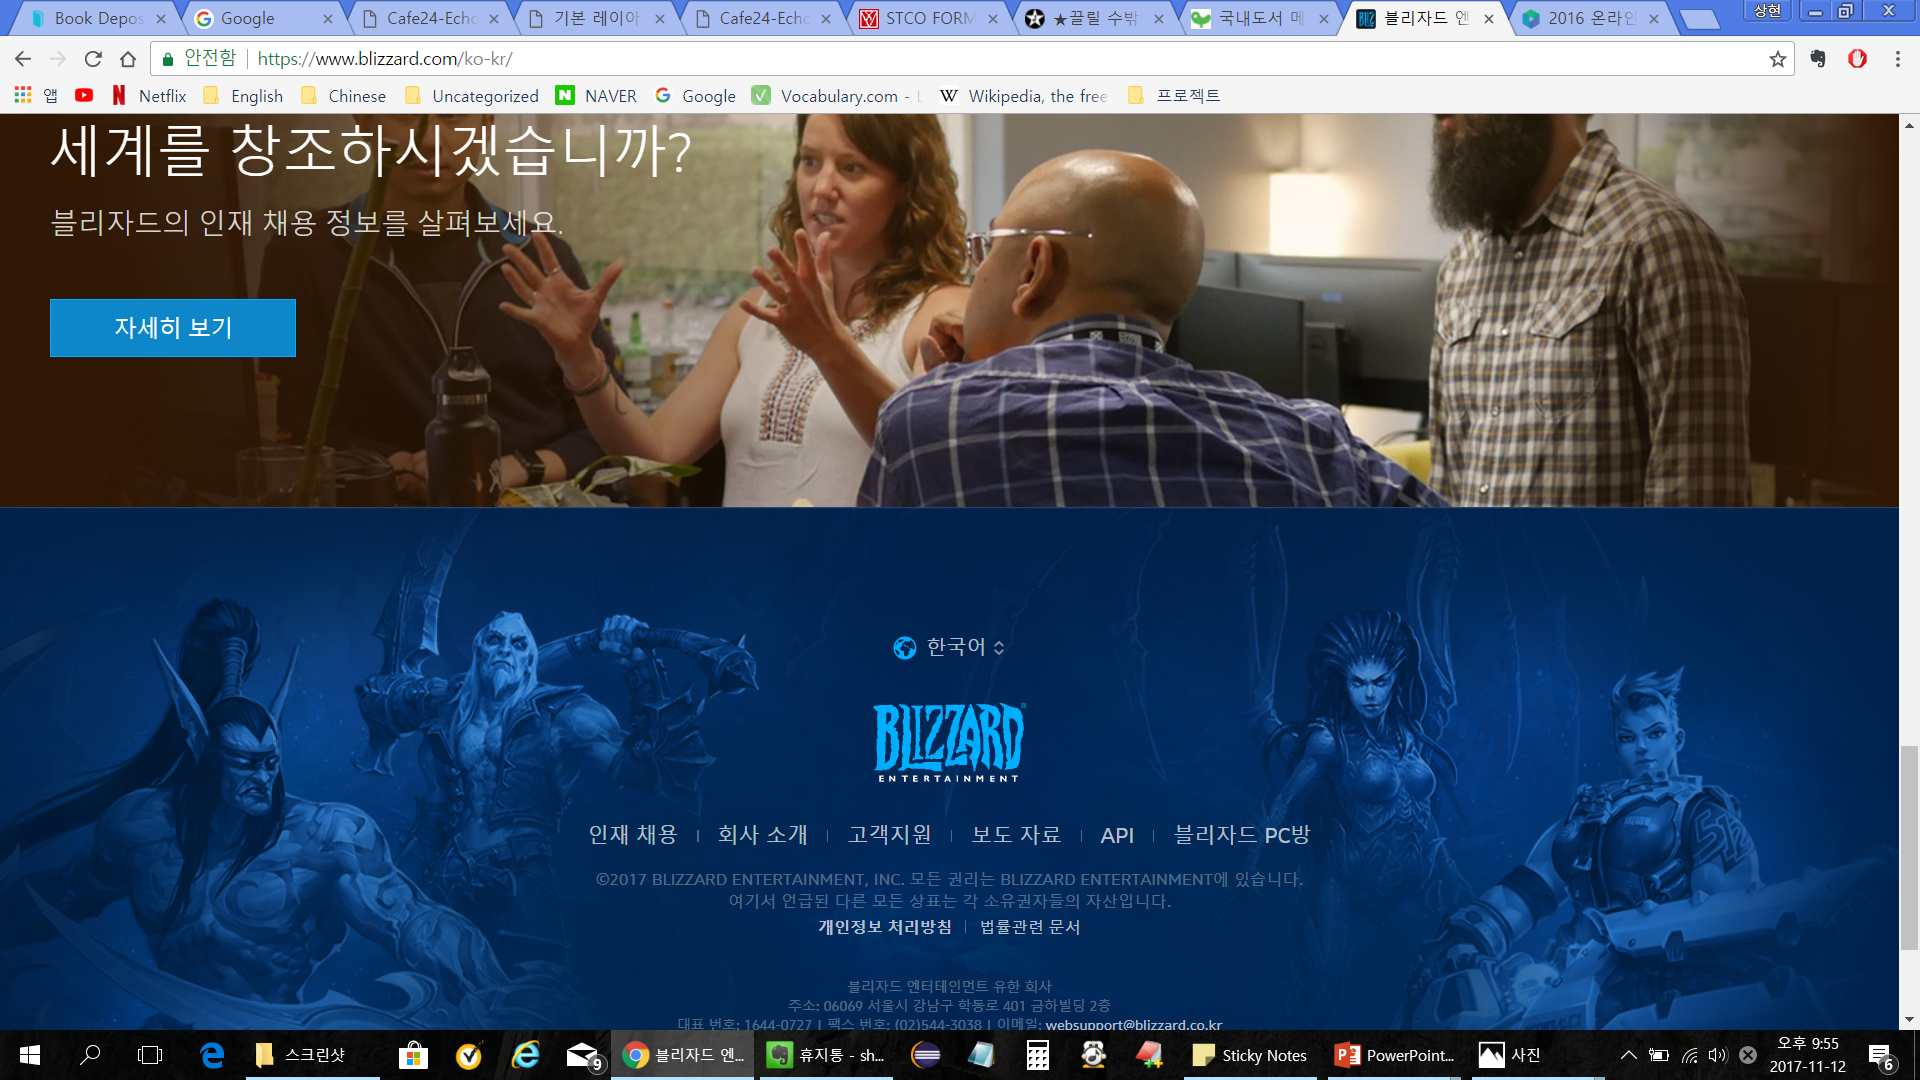 Book Depos
Google
Cafe24-Echo
기본 레이아
Cafe24-Echo
STCO FORM
★끌릴 수밖
국내도서 메
블리자드 엔
2016 온라인
상현
안전함 https://www.blizzard.com/ko-kr/
앱 Netflix English Chinese Uncategorized NAVER Google Vocabulary.com - Wikipedia, the free 프로젝트
세계를 창조하시겠습니까?
블리자드의 인재 채용 정보를 살펴보세요.
자세히 보기
한국어
BLIZZARD
ENTERTAINMENT
인재 채용 | 회사 소개 | 고객지원 | 보도 자료 | API | 블리자드 PC방
©2017 BLIZZARD ENTERTAINMENT, INC. 모든 권리는 BLIZZARD ENTERTAINMENT에 있습니다.
여기서 언급된 다른 모든 상표는 각 소유권자들의 자산입니다.
개인정보 처리방침 | 법률관련 문서
블리자드 엔터테인먼트 유한 회사
주소: 06069 서울시 강남구 학동로 401 금하빌딩 2층
대표 번호: 1644-0727 | 팩스 번호: (02)544-3038 | 이메일: websupport@blizzard.co.kr
스크린샷
9
블리자드 엔...
휴지통 - sh...
Sticky Notes
PowerPoint...
사진
오후 9:55
2017-11-12
6